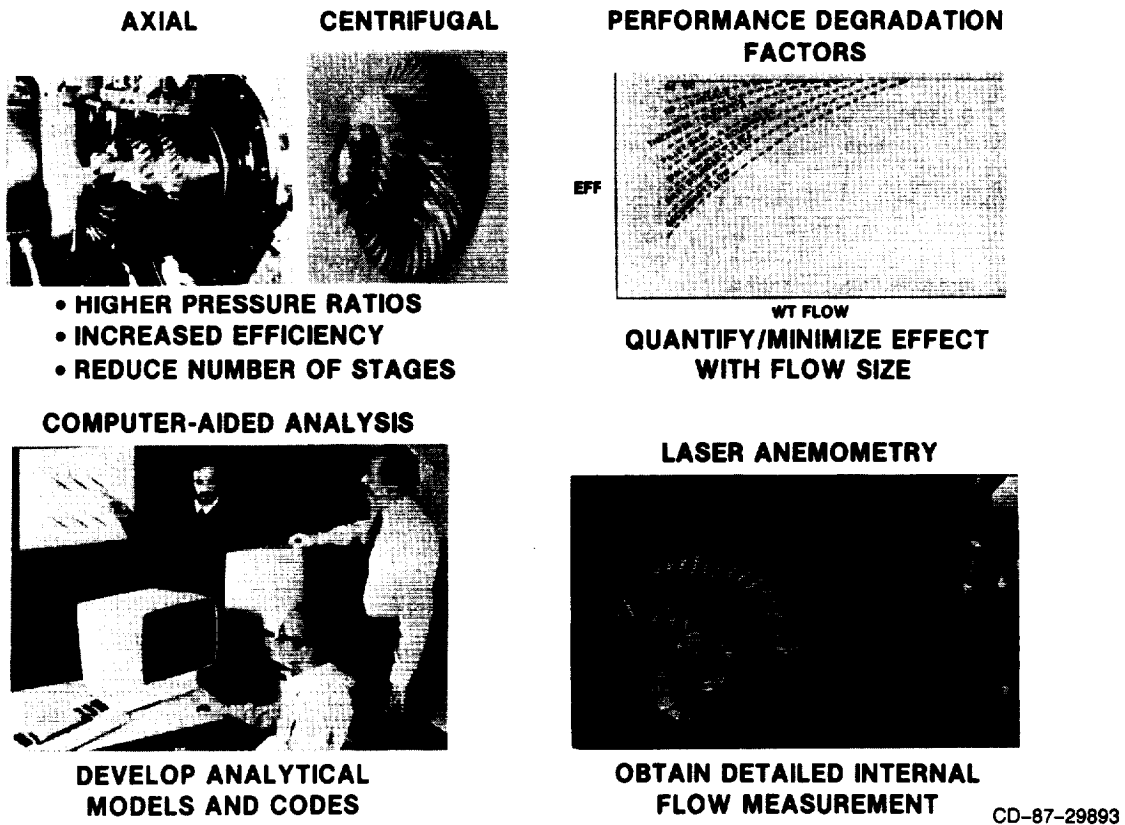 AXIAL
CENTRIFUGAL
• HIGHER PRESSURE RATIOS
• INCREASED EFFICIENCY
• REDUCE NUMBER OF STAGES
PERFORMANCE DEGRADATION
FACTORS
EFF
WT FLOW
QUANTIFY/MINIMIZE EFFECT
WITH FLOW SIZE
COMPUTER-AIDED ANALYSIS
DEVELOP ANALYTICAL
MODELS AND CODES
LASER ANEMOMETRY
OBTAIN DETAILED INTERNAL
FLOW MEASUREMENT
CD-87-29893